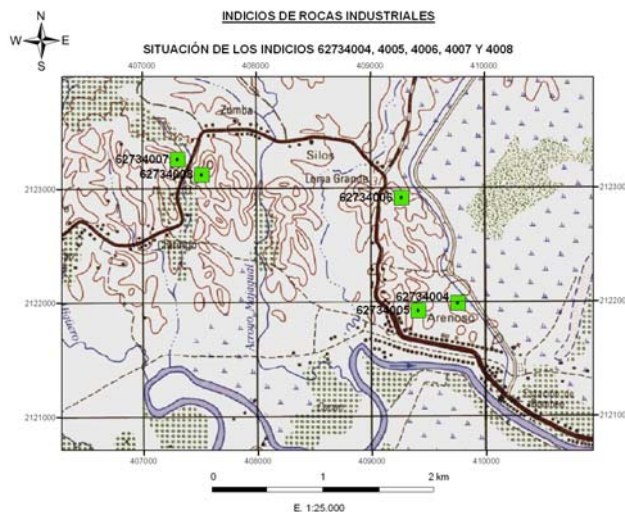 INDICIOS DE ROCAS INDUSTRIALES
N
W E
S
SITUACIÓN DE LOS INDICIOS 62734004, 4005, 4006, 4007 Y 4008
407000 408000 409000 410000
Zumba
Silos
62734007
62734008
Loma Grande
2123000 2123000
62734006
2122000 2122000
62734004
62734005
Arenoso
Arroyo
2121000 2121000
407000 408000 409000 410000
0 1 2 km
E. 1:25.000